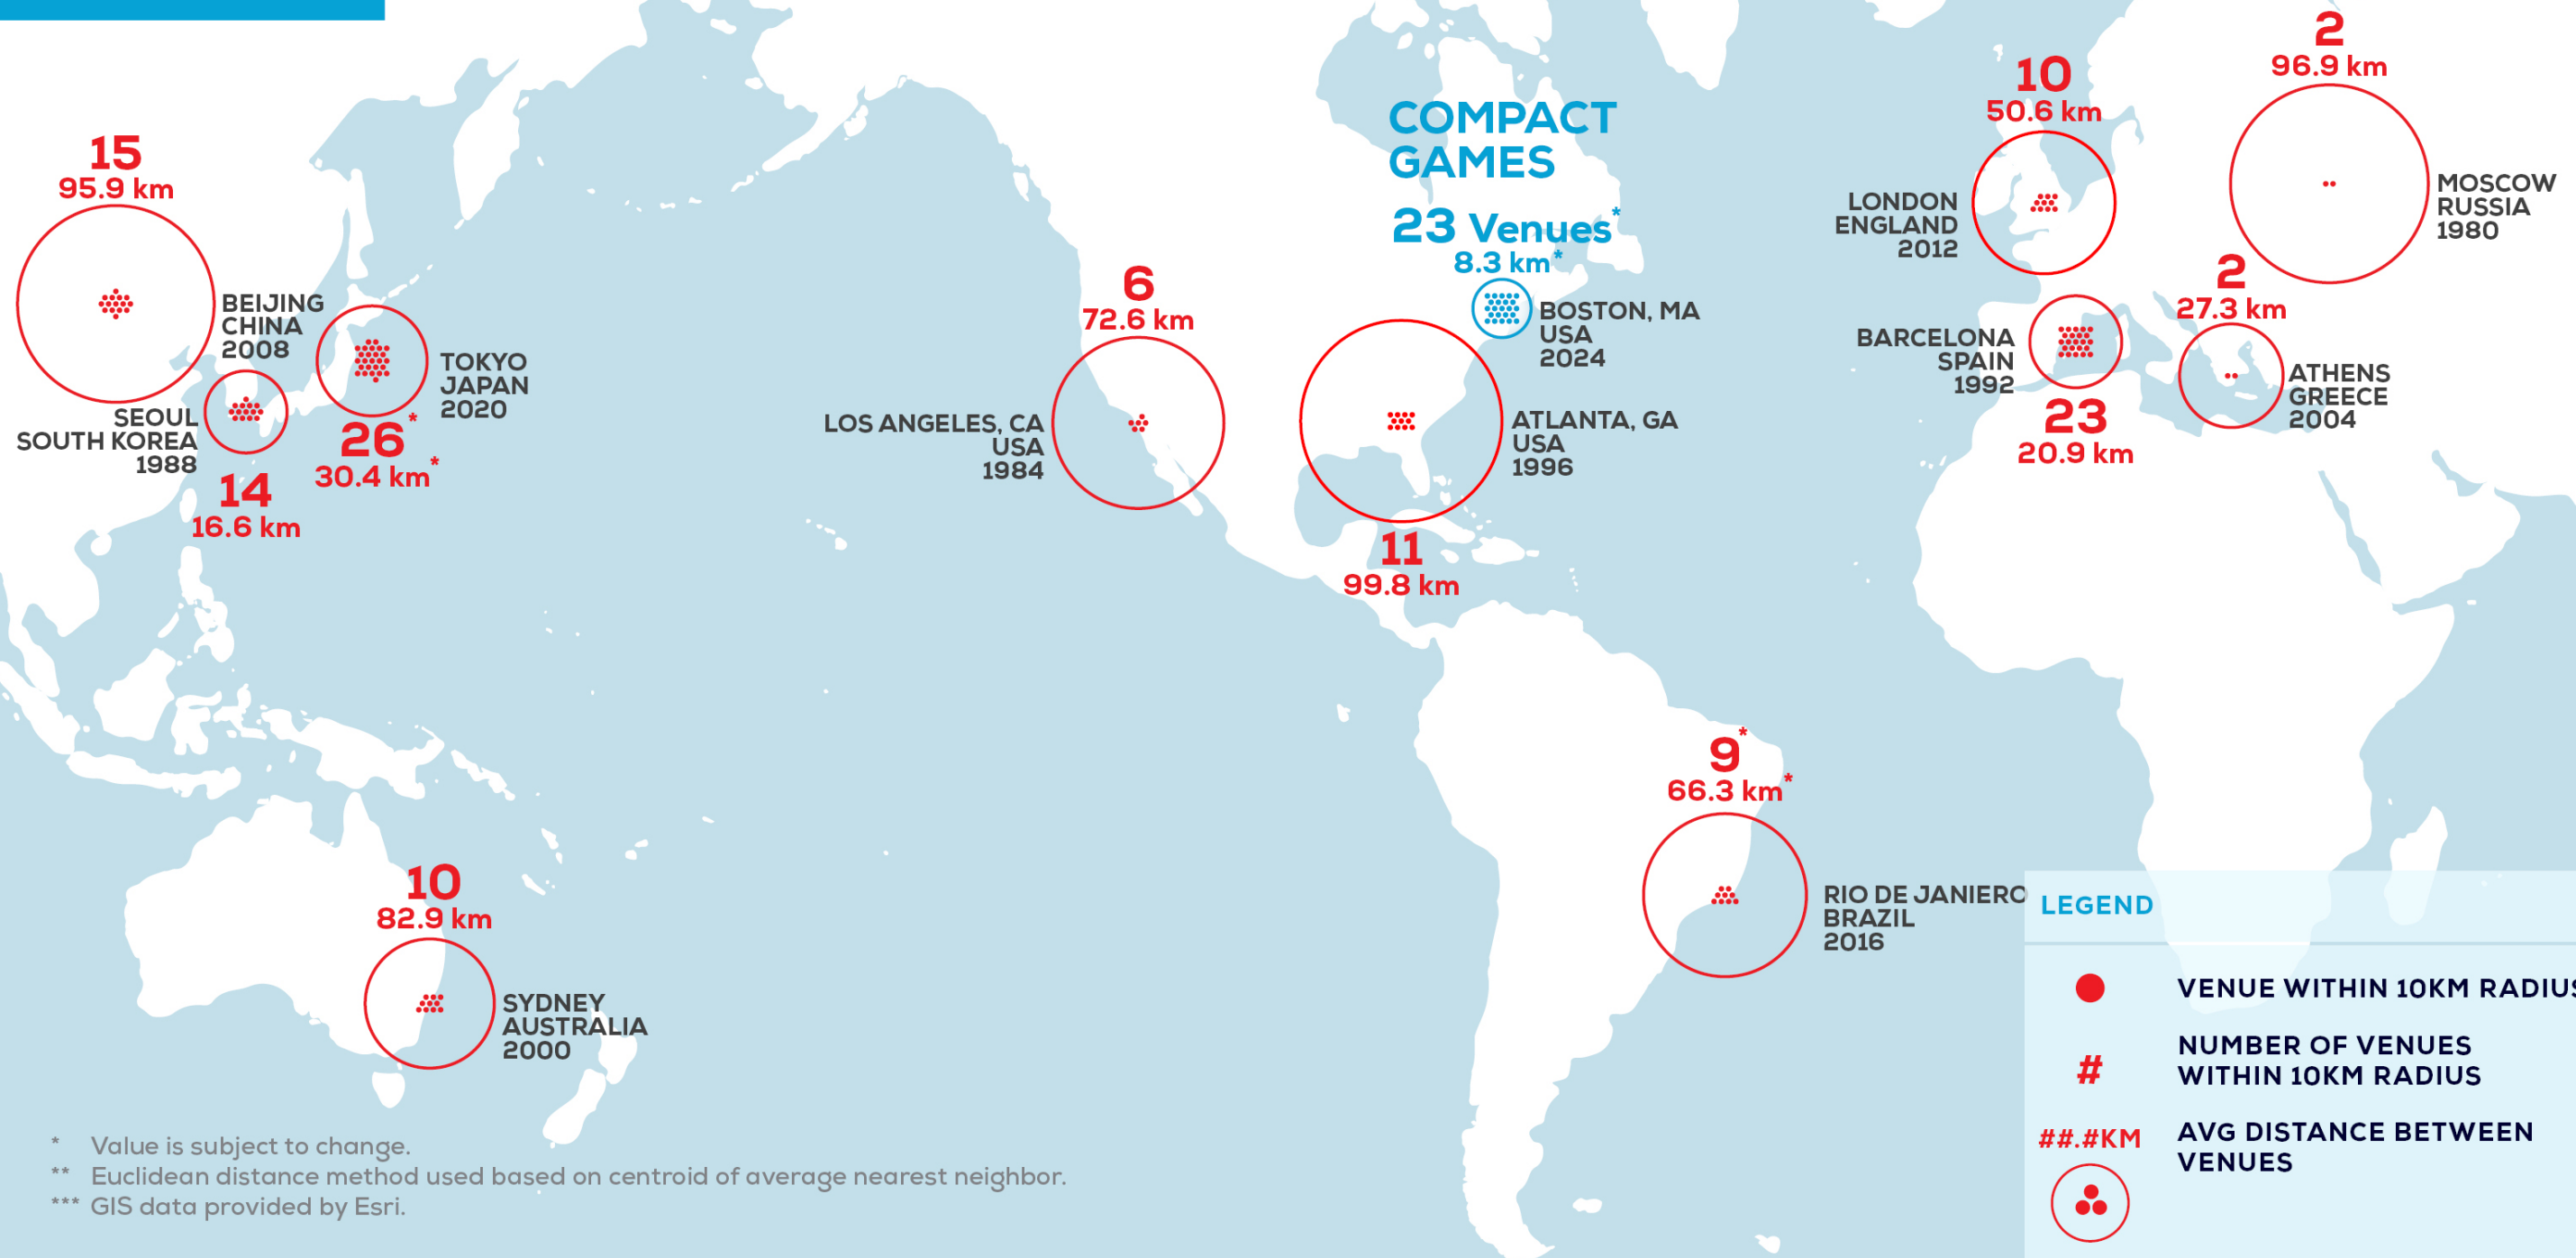 15
95.9 km
BEIJING
CHINA
2008
SEOUL
SOUTH KOREA
1988
14
16.6 km
TOKYO
JAPAN
2020
26*
30.4 km*
10
82.9 km
SYDNEY
AUSTRALIA
2000
6
72.6 km
LOS ANGELES, CA
USA
1984
COMPACT
GAMES
23 Venues*
8.3 km*
BOSTON, MA
USA
2024
ATLANTA, GA
USA
1996
11
99.8 km
9*
66.3 km*
RIO DE JANIERO
BRAZIL
2016
10
50.6 km
LONDON
ENGLAND
2012
2
96.9 km
MOSCOW
RUSSIA
1980
BARCELONA
SPAIN
1992
23
20.9 km
2
27.3 km
ATHENS
GREECE
2004
LEGEND
VENUE WITHIN 10KM RADIUS
#
NUMBER OF VENUES
WITHIN 10KM RADIUS
##.#KM
AVG DISTANCE BETWEEN
VENUES
* Value is subject to change.
** Euclidean distance method used based on centroid of average nearest neighbor.
*** GIS data provided by Esri.